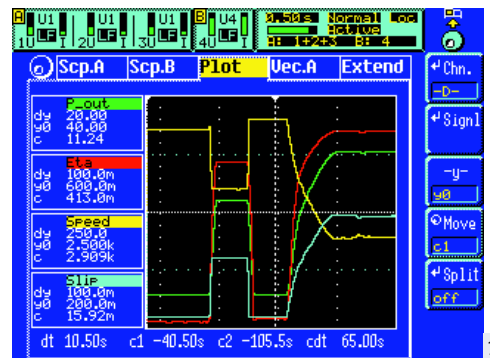 A U1 U1 U1 B U4 0.50s Normal Loc
LF LF LF LF Active
1U I 2U I 3U I 4U I A: 1+2+3 B: 4
Scp.A Scp.B Plot Vec.A Extend
Chn.
-D-
P_out
dy 20.00
y0 40.00
c 11.24
Signl
Eta
dy 100.0m
y0 600.0m
c 413.0m
-y-
y0
Speed
dy 250.0
y0 2.500k
c 2.909k
Move
c1
Slip
dy 100.0m
y0 200.0m
c 15.92m
Split
off
dt 10.50s c1 -40.50s c2 -105.5s cdt 65.00s